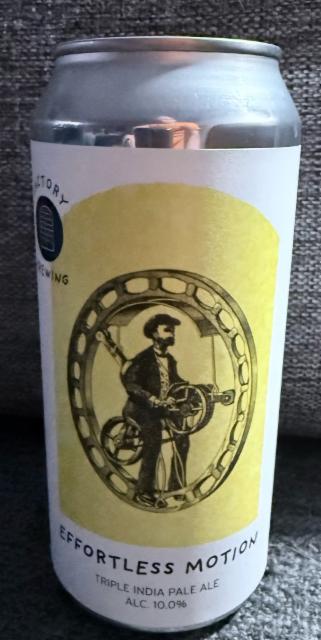 EFFORTLESS MOTION
TRIPLE INDIA PALE ALE
ALC. 10.0%